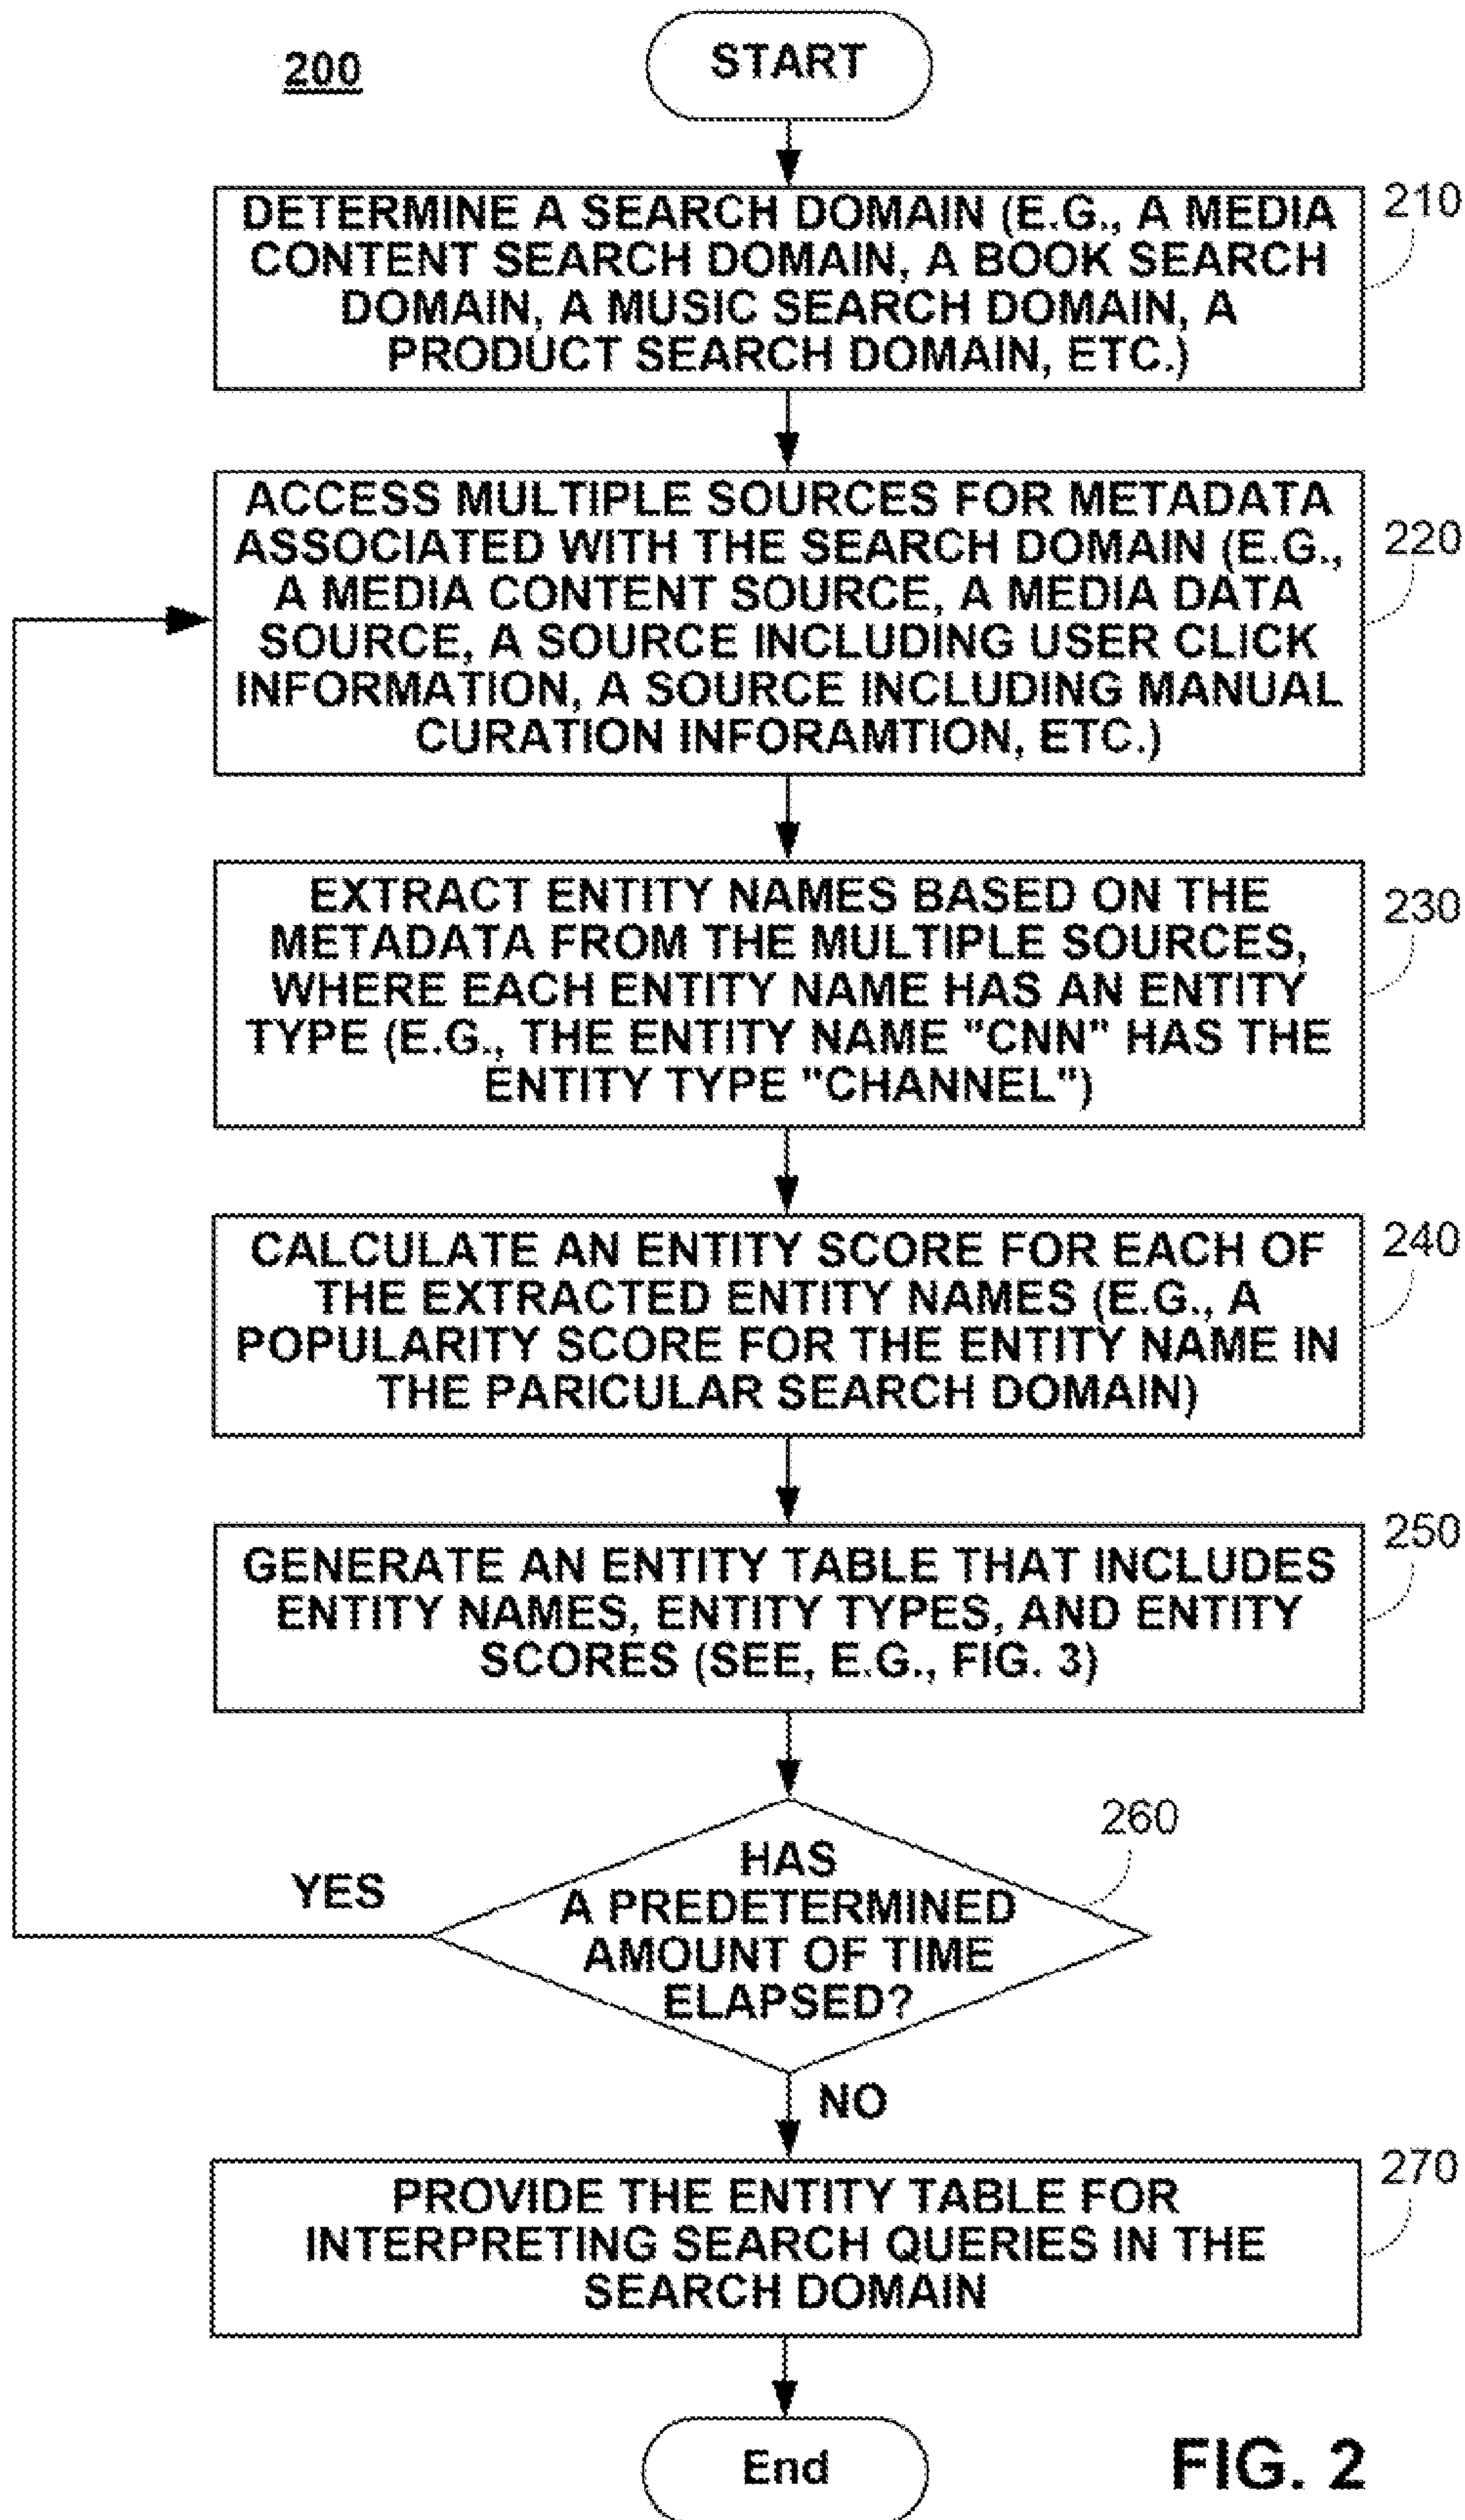 200
START
210
DETERMINE A SEARCH DOMAIN (E.G., A MEDIA
CONTENT SEARCH DOMAIN, A BOOK SEARCH
DOMAIN, A MUSIC SEARCH DOMAIN, A
PRODUCT SEARCH DOMAIN, ETC.)
220
ACCESS MULTIPLE SOURCES FOR METADATA
ASSOCIATED WITH THE SEARCH DOMAIN (E.G.,
A MEDIA CONTENT SOURCE, A MEDIA DATA
SOURCE, A SOURCE INCLUDING USER CLICK
INFORMATION, A SOURCE INCLUDING MANUAL
CURATION INFORAMTION, ETC.)
230
EXTRACT ENTITY NAMES BASED ON THE
METADATA FROM THE MULTIPLE SOURCES,
WHERE EACH ENTITY NAME HAS AN ENTITY
TYPE (E.G., THE ENTITY NAME "CNN" HAS THE
ENTITY TYPE "CHANNEL")
240
CALCULATE AN ENTITY SCORE FOR EACH OF
THE EXTRACTED ENTITY NAMES (E.G., A
POPULARITY SCORE FOR THE ENTITY NAME IN
THE PARICULAR SEARCH DOMAIN)
250
GENERATE AN ENTITY TABLE THAT INCLUDES
ENTITY NAMES, ENTITY TYPES, AND ENTITY
SCORES (SEE, E.G., FIG. 3)
260
HAS
A PREDETERMINED
AMOUNT OF TIME
ELAPSED?
YES
NO
270
PROVIDE THE ENTITY TABLE FOR
INTERPRETING SEARCH QUERIES IN THE
SEARCH DOMAIN
End
FIG. 2